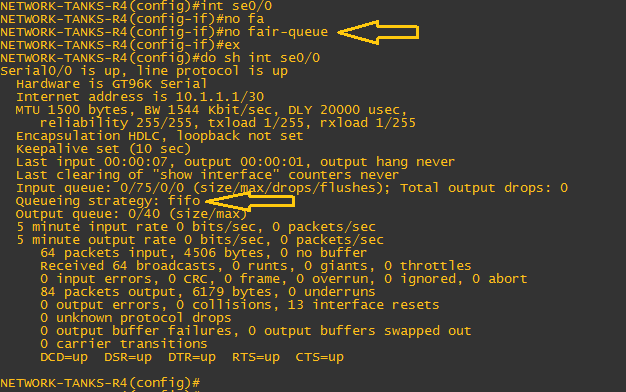 NETWORK-TANKS-R4(config)#int se0/0
NETWORK-TANKS-R4(config-if)#no fa
NETWORK-TANKS-R4(config-if)#no fair-queue
NETWORK-TANKS-R4(config-if)#ex
NETWORK-TANKS-R4(config)#do sh int se0/0
Serial0/0 is up, line protocol is up
Hardware is GT96K Serial
Internet address is 10.1.1.1/30
MTU 1500 bytes, BW 1544 Kbit/sec, DLY 20000 usec,
reliability 255/255, txload 1/255, rxload 1/255
Encapsulation HDLC, loopback not set
Keepalive set (10 sec)
Last input 00:00:07, output 00:00:01, output hang never
Last clearing of "show interface" counters never
Input queue: 0/75/0/0 (size/max/drops/flushes); Total output drops: 0
Queueing strategy: fifo
Output queue: 0/40 (size/max)
5 minute input rate 0 bits/sec, 0 packets/sec
5 minute output rate 0 bits/sec, 0 packets/sec
64 packets input, 4506 bytes, 0 no buffer
Received 64 broadcasts, 0 runts, 0 giants, 0 throttles
0 input errors, 0 CRC, 0 frame, 0 overrun, 0 ignored, 0 abort
84 packets output, 6179 bytes, 0 underruns
0 output errors, 0 collisions, 13 interface resets
0 unknown protocol drops
0 output buffer failures, 0 output buffers swapped out
0 carrier transitions
DCD=up DSR=up DTR=up RTS=up CTS=up
NETWORK-TANKS-R4(config)#